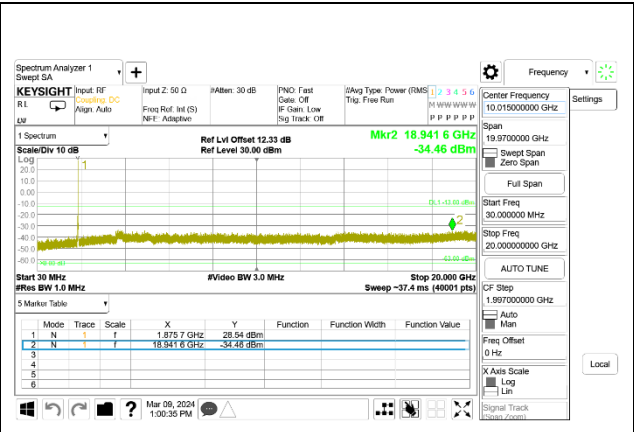 Spectrum Analyzer 1
Swept SA
+
Frequency
KEYSIGHT Input: RF Input Z: 50 Ω #Atten: 30 dB PNO: Fast #Avg Type: Power (RMS 1 2 3 4 5 6
RL Coupling: DC Gate: Off Trig: Free Run M W W W W W
Align: Auto Freq Ref: Int (S) IF Gain: Low P P P P P P
NFE: Adaptive Sig Track: Off
Center Frequency
10.015000000 GHz
Settings
Span
19.9700000 GHz
Swept Span
Zero Span
Full Span
Start Freq
30.000000 MHz
Stop Freq
20.000000000 GHz
AUTO TUNE
CF Step
1.997000000 GHz
Auto
Man
Freq Offset
0 Hz
X Axis Scale
Log
Lin
Signal Track
(Span Zoom)
Local
1 Spectrum
Scale/Div 10 dB
Ref Lvl Offset 12.33 dB
Ref Level 30.00 dBm
Mkr2 18.941 6 GHz
-34.46 dBm
Log
20.0
10.0
0.00
-10.0
-20.0
-30.0
-40.0
-50.0
-60.0
1
2
DL1 -13.00 dBm
Start 30 MHz #Video BW 3.0 MHz Stop 20.000 GHz
#Res BW 1.0 MHz Sweep ~37.4 ms (40001 pts)
5 Marker Table
Mode Trace Scale X Y Function Function Width Function Value
1 N 1 f 1.875 7 GHz 28.54 dBm
2 N 1 f 18.941 6 GHz -34.46 dBm
3
4
5
6
? Mar 09, 2024
1:00:35 PM